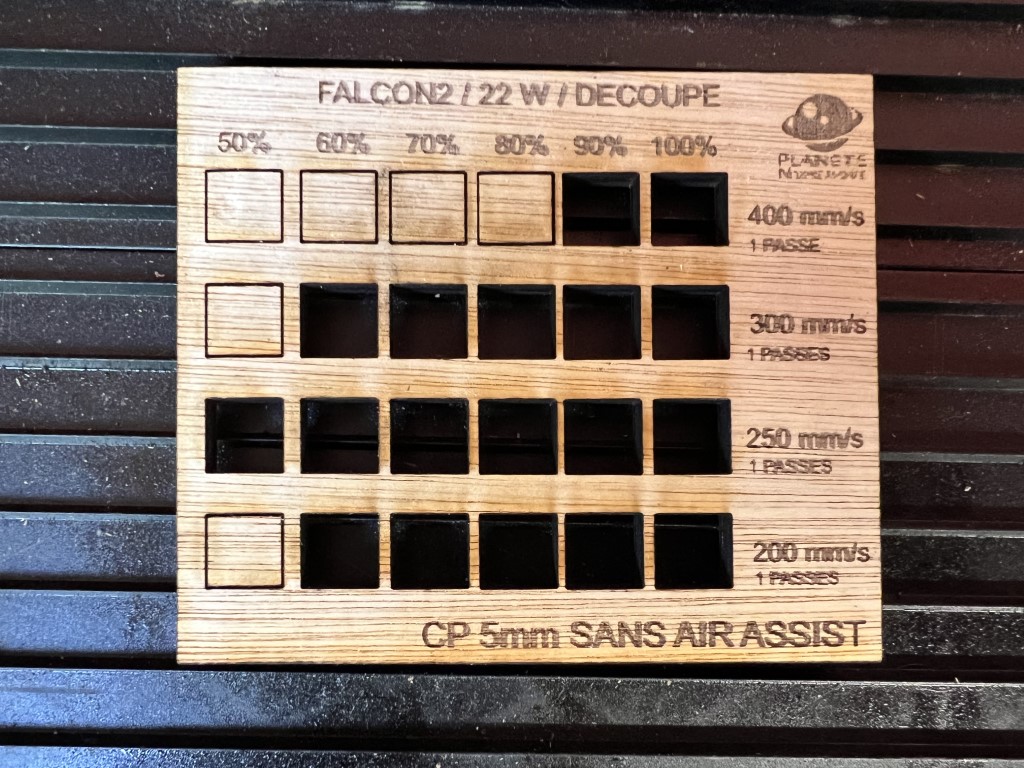 FALCON2 / 22 W / DECOUPE
50% 60% 70% 80% 90% 100%
PLANETE
400 mm/s
1 PASSE
300 mm/s
1 PASSES
250 mm/s
1 PASSES
200 mm/s
1 PASSES
CP 5mm SANS AIR ASSIST